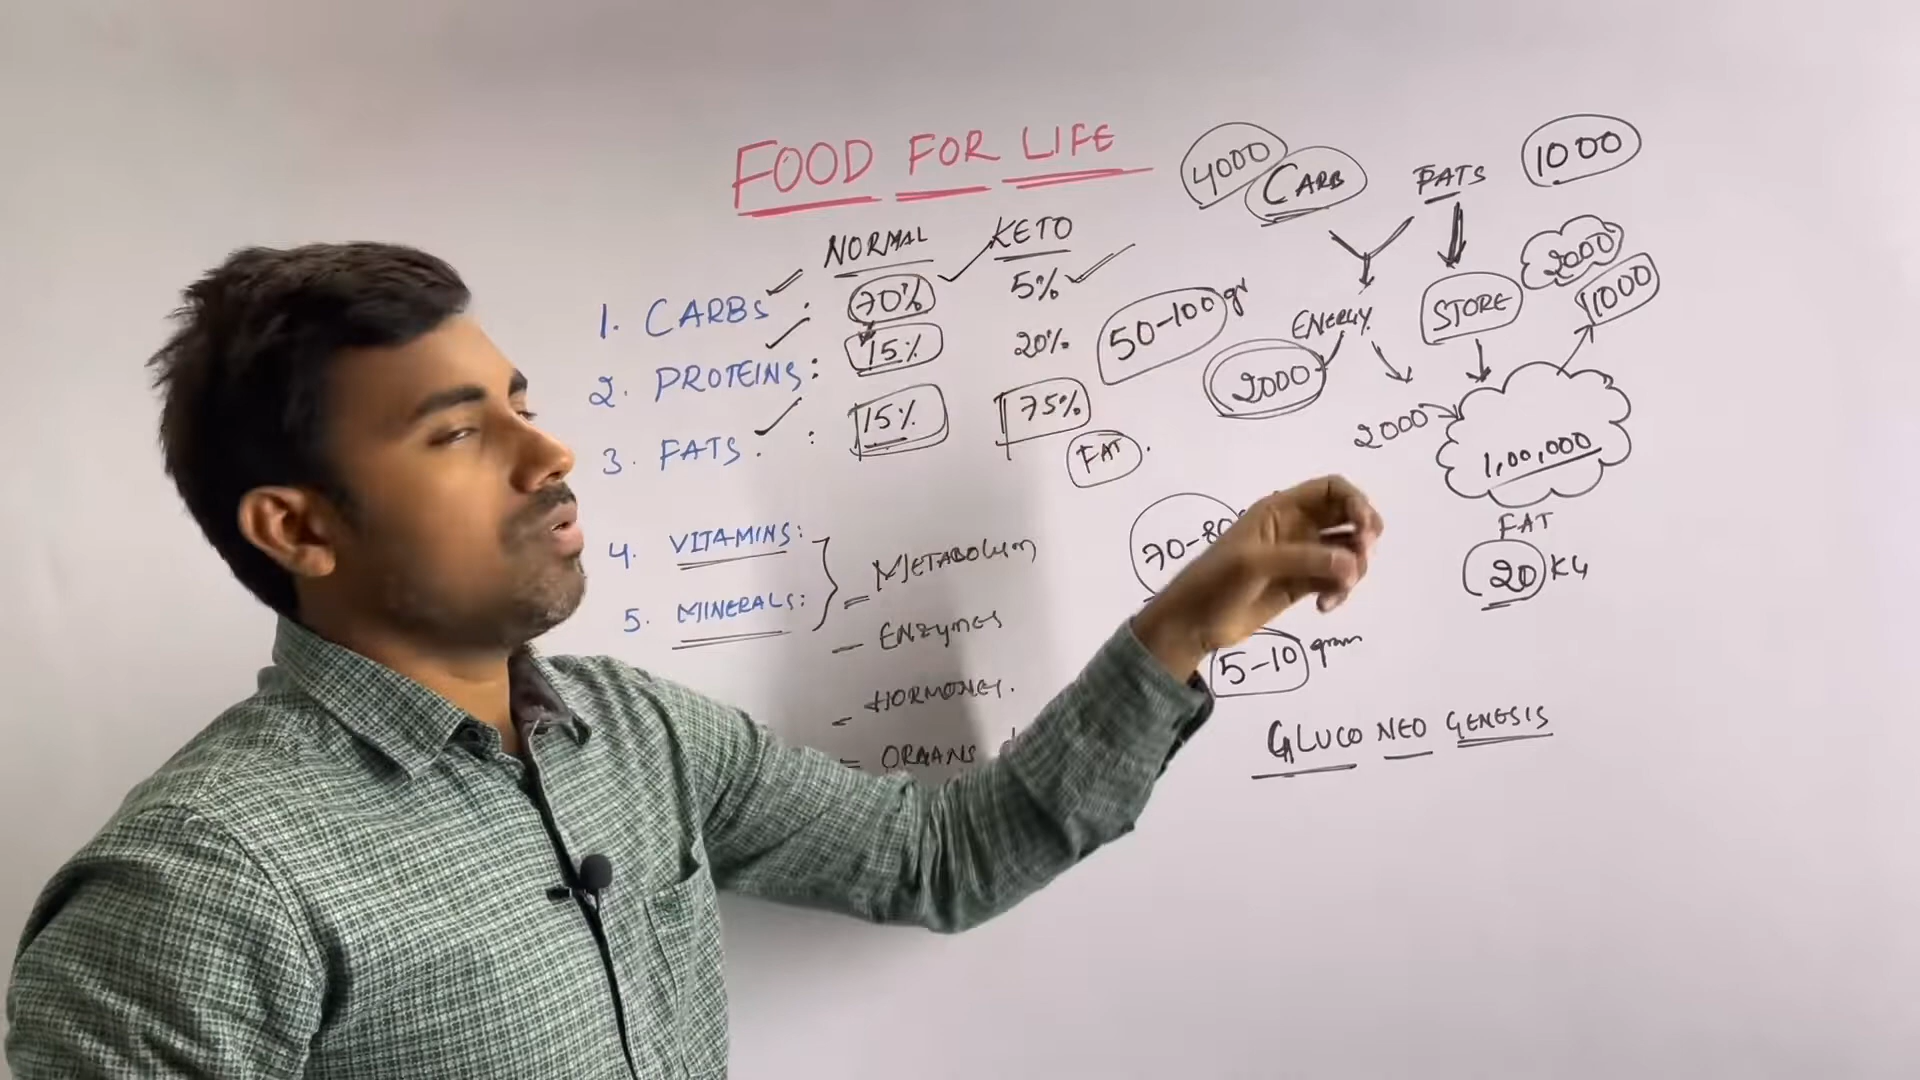 FOOD FOR LIFE
NORMAL KETO
1. CARBS : 70% 5%
2. PROTEINS : 15% 20%
3. FATS : 15% 75%
FAT
50-100 gr
4. VITAMINS :
5. MINERALS :
= METABOLISM
- ENZYMES
- HORMONES.
= ORGANS
4000
CARB FATS 1000
ENERGY STORE 2000
1000
2000
2000
1,00,000
FAT
20 KG
70-80
5-10 gram
GLUCO NEO GENESIS